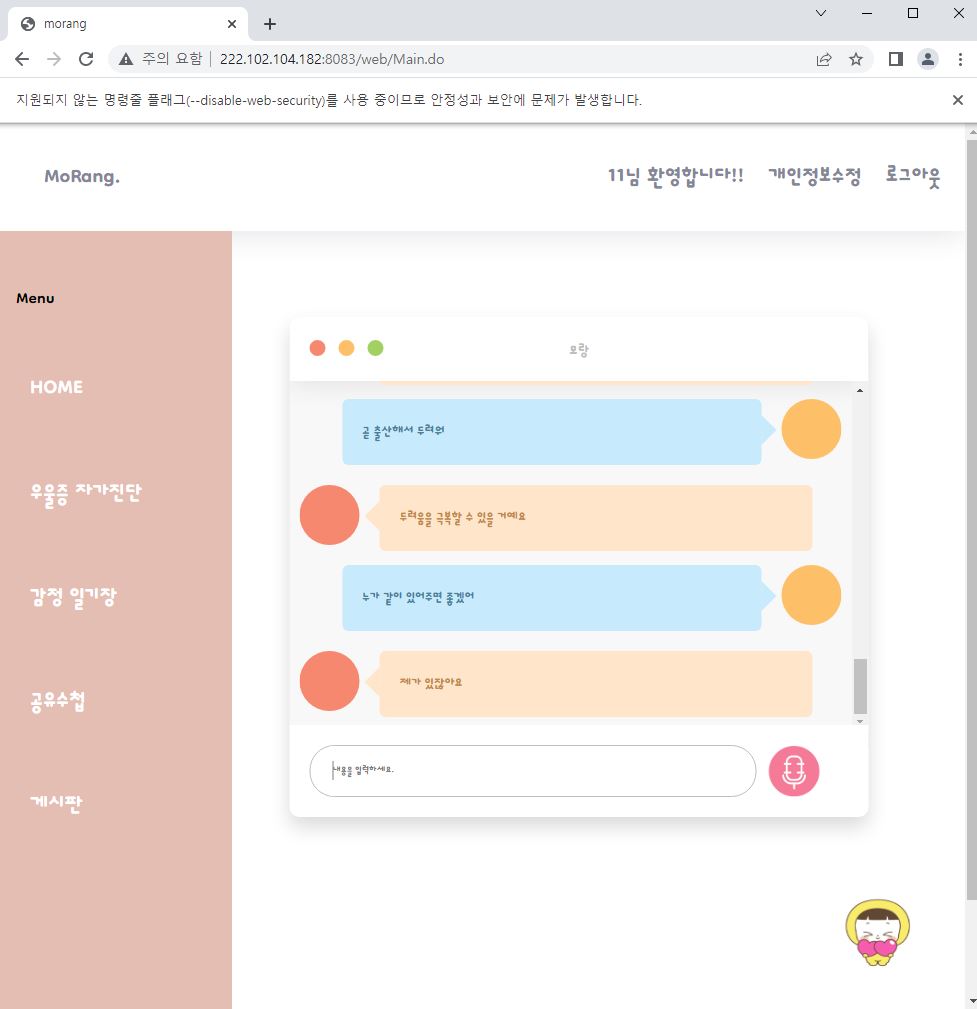 morang
주의 요함 | 222.102.104.182:8083/web/Main.do
지원되지 않는 명령줄 플래그(--disable-web-security)를 사용 중이므로 안정성과 보안에 문제가 발생합니다.
MoRang.
11님 환영합니다!! 개인정보수정 로그아웃
Menu
HOME
우울증 자가진단
감정 일기장
공유수첩
게시판
모랑
곧 출산해서 두려워
두려움을 극복할 수 있을 거예요
누가 같이 있어주면 좋겠어
제가 있잖아요
내용을 입력하세요.